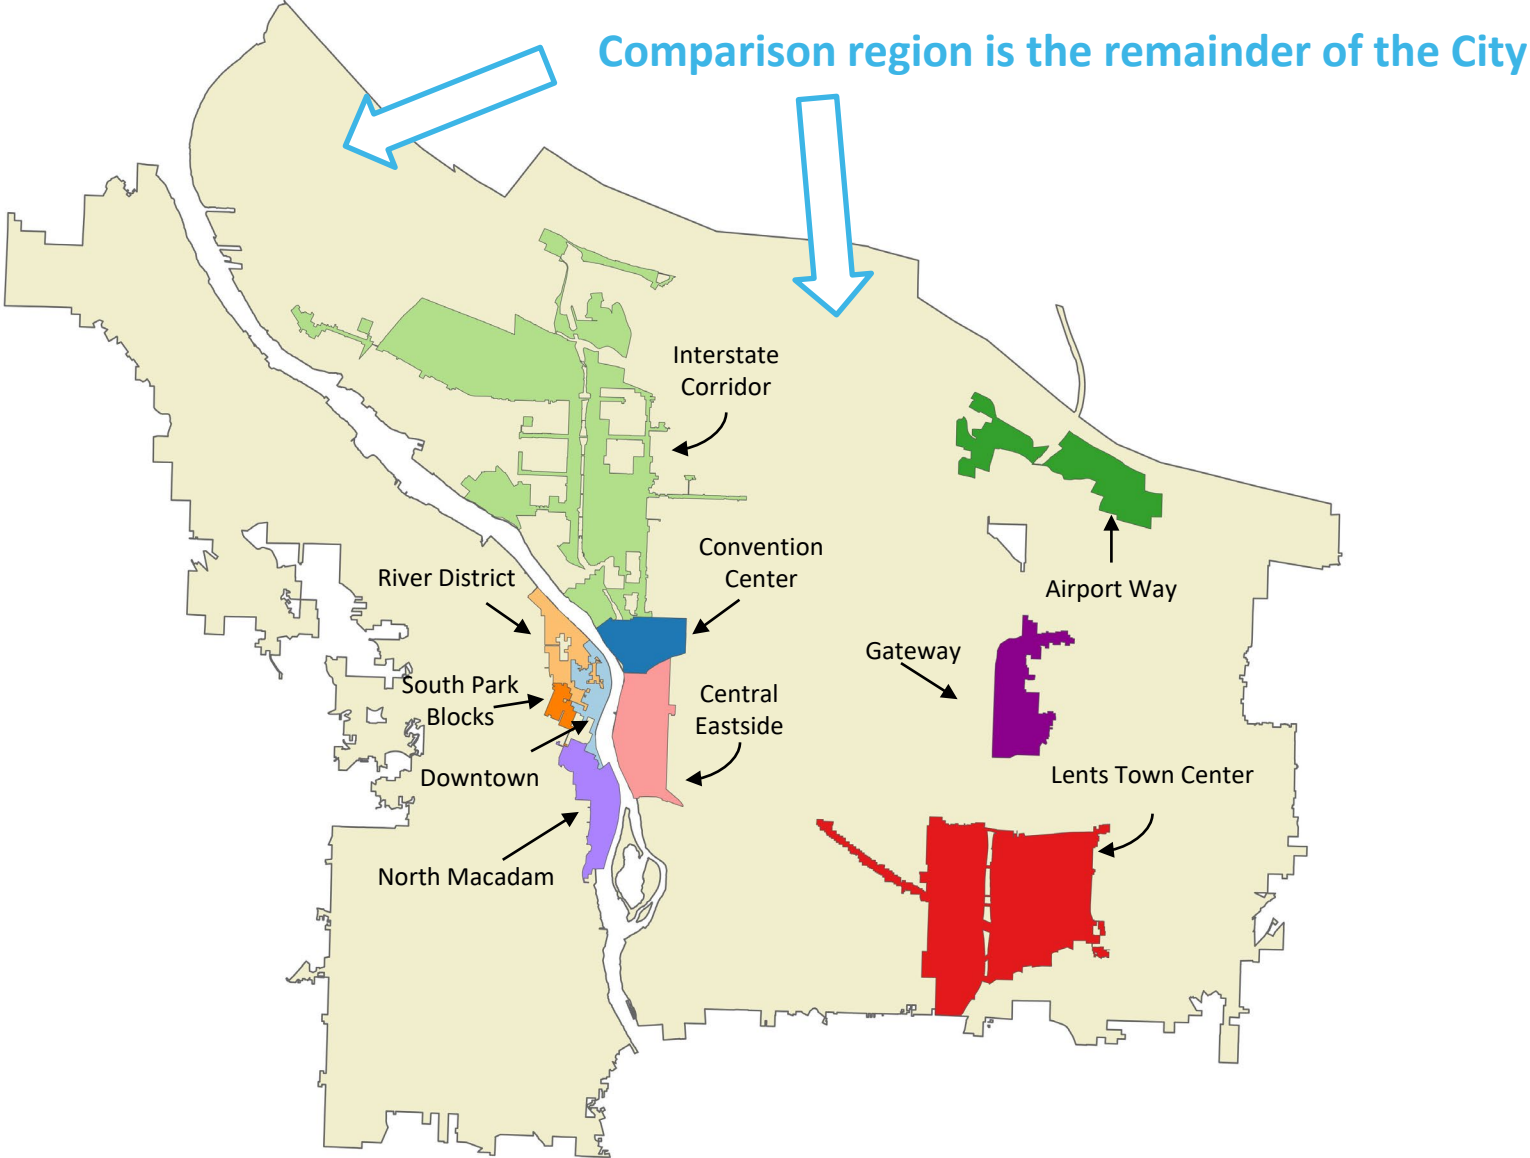 Comparison region is the remainder of the City
Interstate
Corridor
Convention
Center
River District
Airport Way
Gateway
South Park
Blocks
Central
Eastside
Downtown
Lents Town Center
North Macadam